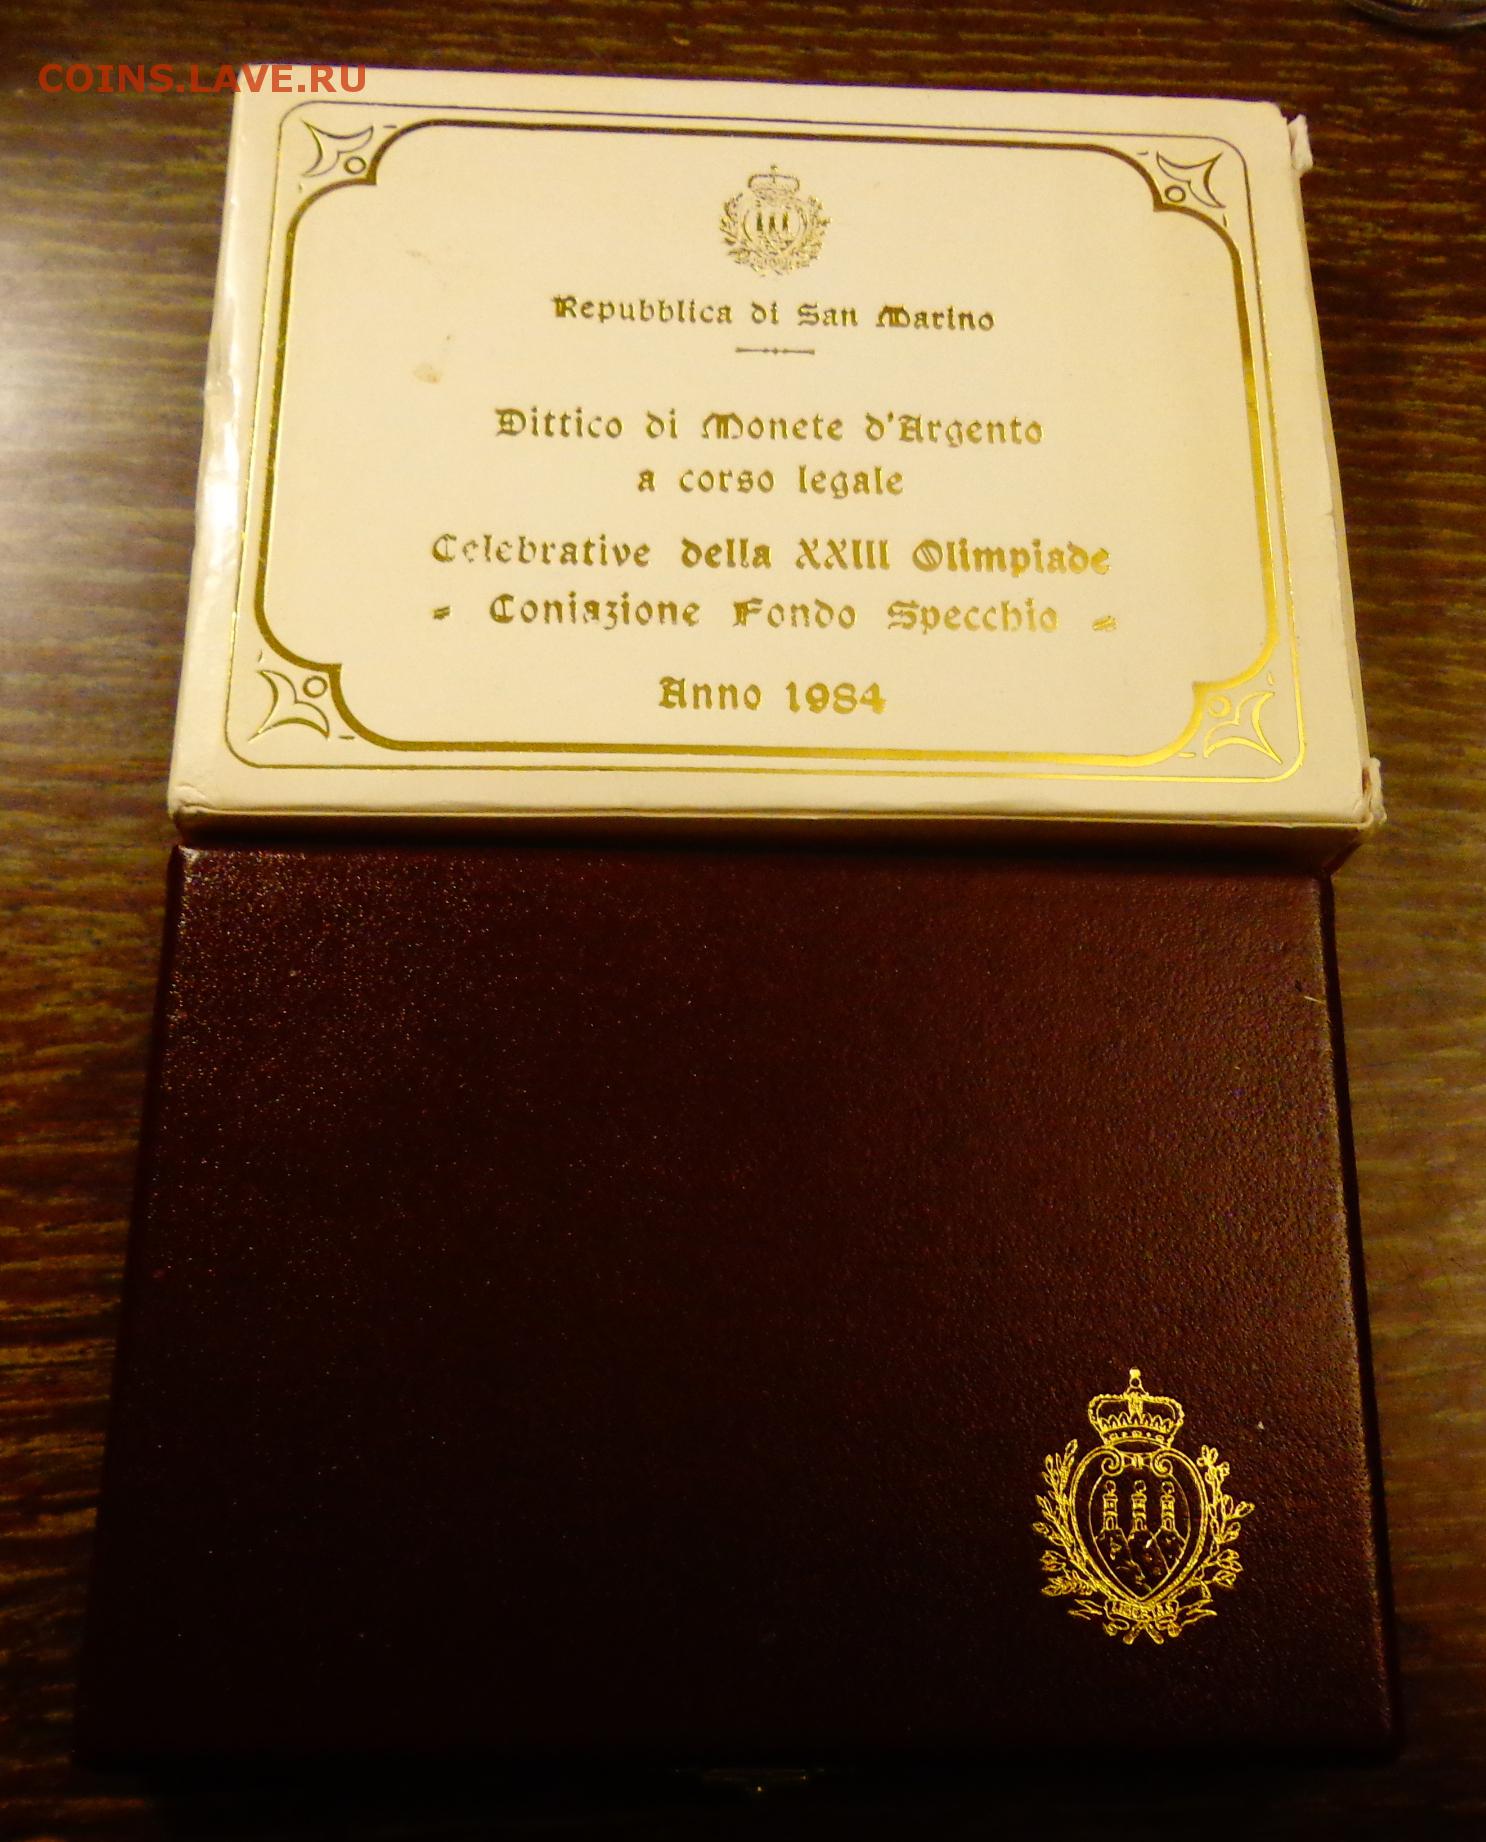 COINS.LAVE.RU
Repubblica di San Marino
Dittico di Monete d'Argento
a corso legale
Celebrative della XXIII Olimpiade
= Coniazione Fondo Specchio =
Anno 1984
LIBERTAS